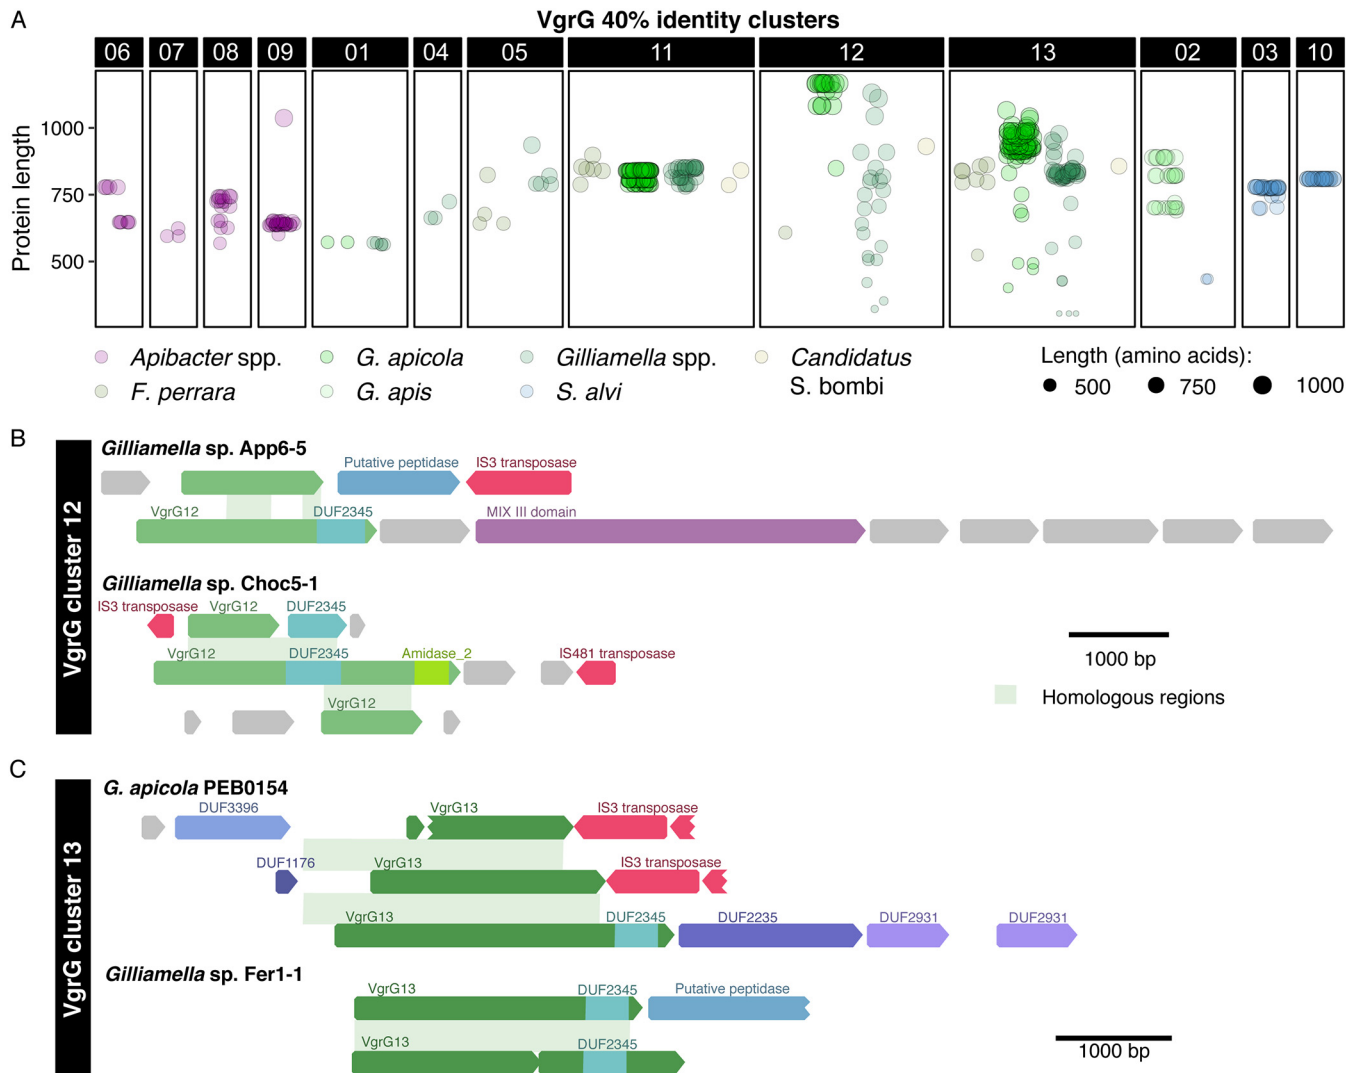 A
VgrG 40% identity clusters
06 07 08 09 01 04 05 11 12 13 02 03 10
Protein length
1000
750
500
Apibacter spp.
G. apicola
Gilliamella spp.
Candidatus
S. bombi
F. perrara
G. apis
S. alvi
Length (amino acids):
500 750 1000
B
VgrG cluster 12
Gilliamella sp. App6-5
Putative peptidase IS3 transposase
VgrG12 DUF2345 MIX III domain
Gilliamella sp. Choc5-1
IS3 transposase VgrG12 DUF2345
VgrG12 DUF2345 Amidase_2 IS481 transposase
VgrG12
1000 bp
Homologous regions
C
VgrG cluster 13
G. apicola PEB0154
DUF3396 VgrG13 IS3 transposase
DUF1176 VgrG13 IS3 transposase
VgrG13 DUF2345 DUF2235 DUF2931 DUF2931
Gilliamella sp. Fer1-1
VgrG13 DUF2345 Putative peptidase
VgrG13 DUF2345
1000 bp